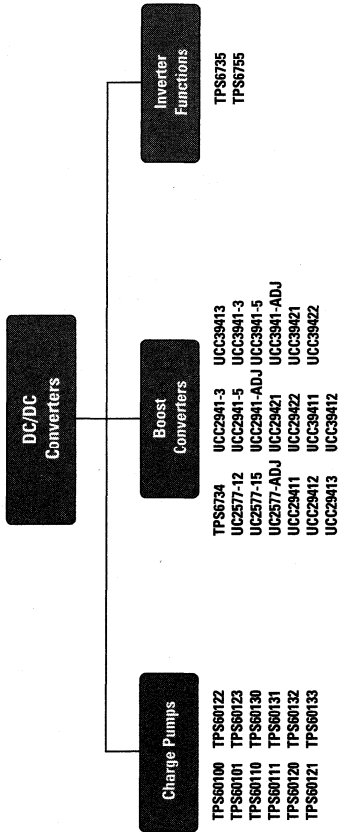 DC/DC
Converters
Charge Pumps
TPS60100 TPS60122
TPS60101 TPS60123
TPS60110 TPS60130
TPS60111 TPS60131
TPS60120 TPS60132
TPS60121 TPS60133
Boost
Converters
TPS6734 UCC2941-3 UCC39413
UC2577-12 UCC2941-5 UCC3941-3
UC2577-15 UCC2941-ADJ UCC3941-5
UC2577-ADJ UCC29421 UCC3941-ADJ
UCC29411 UCC29422 UCC39421
UCC29412 UCC39411 UCC39422
UCC29413 UCC39412
Inverter
Functions
TPS6735
TPS6755